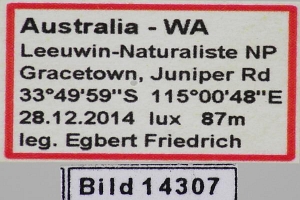 Australia - WA
Leeuwin-Naturaliste NP
Gracetown, Juniper Rd
33°49'59"S 115°00'48"E
28.12.2014 lux 87m
leg. Egbert Friedrich
Bild 14307